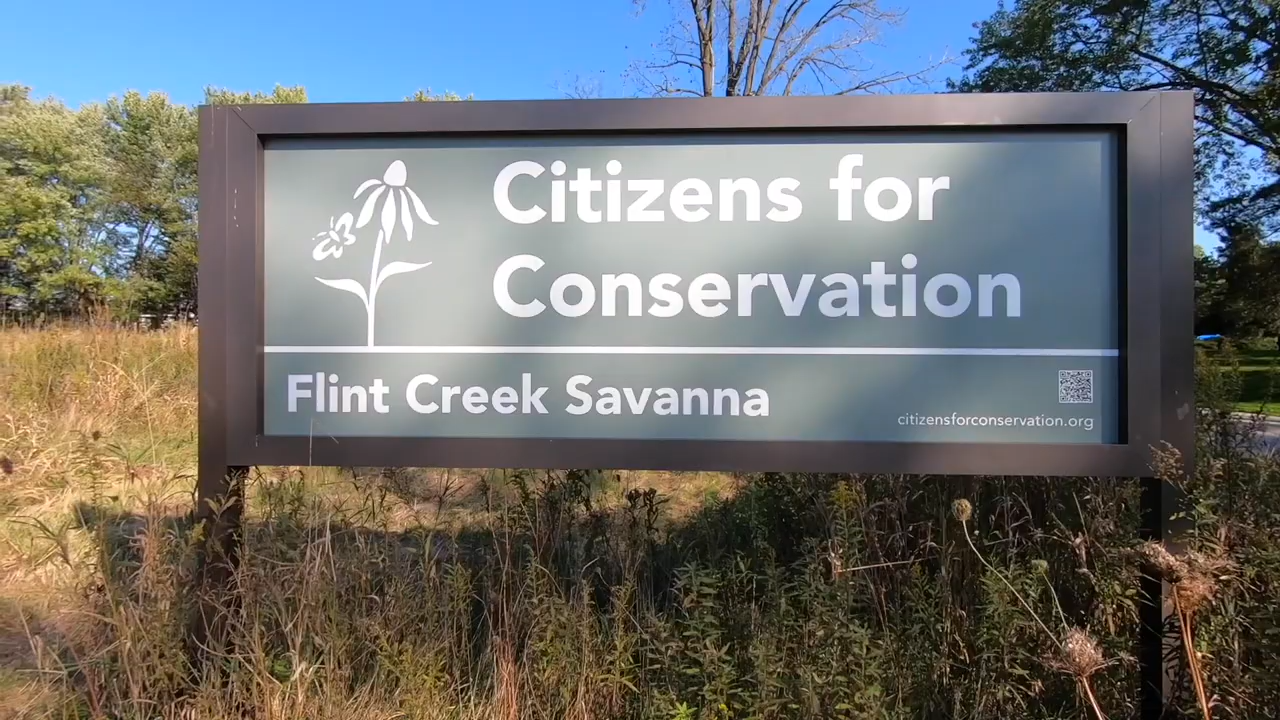 Citizens for
Conservation
Flint Creek Savanna
citizensforconservation.org